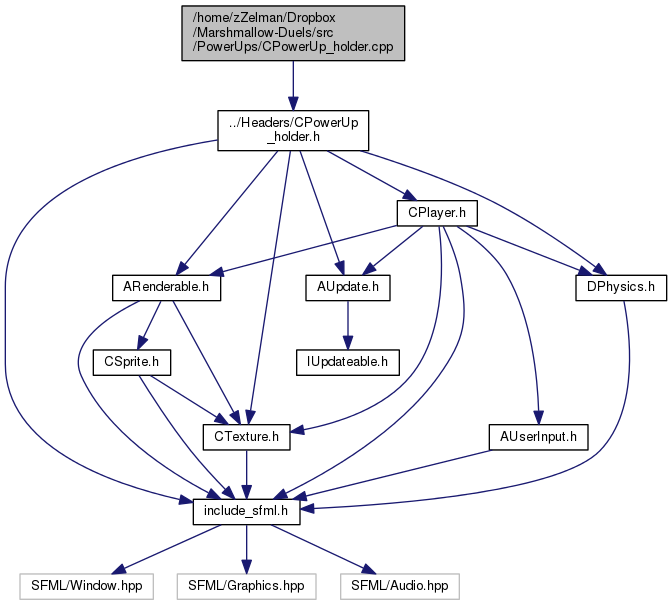 /home/zZelman/Dropbox
/Marshmallow-Duels/src
/PowerUps/CPowerUp_holder.cpp
../Headers/CPowerUp
_holder.h
CPlayer.h
ARenderable.h
AUpdate.h
DPhysics.h
CSprite.h
IUpdateable.h
CTexture.h
AUserInput.h
include_sfml.h
SFML/Window.hpp
SFML/Graphics.hpp
SFML/Audio.hpp